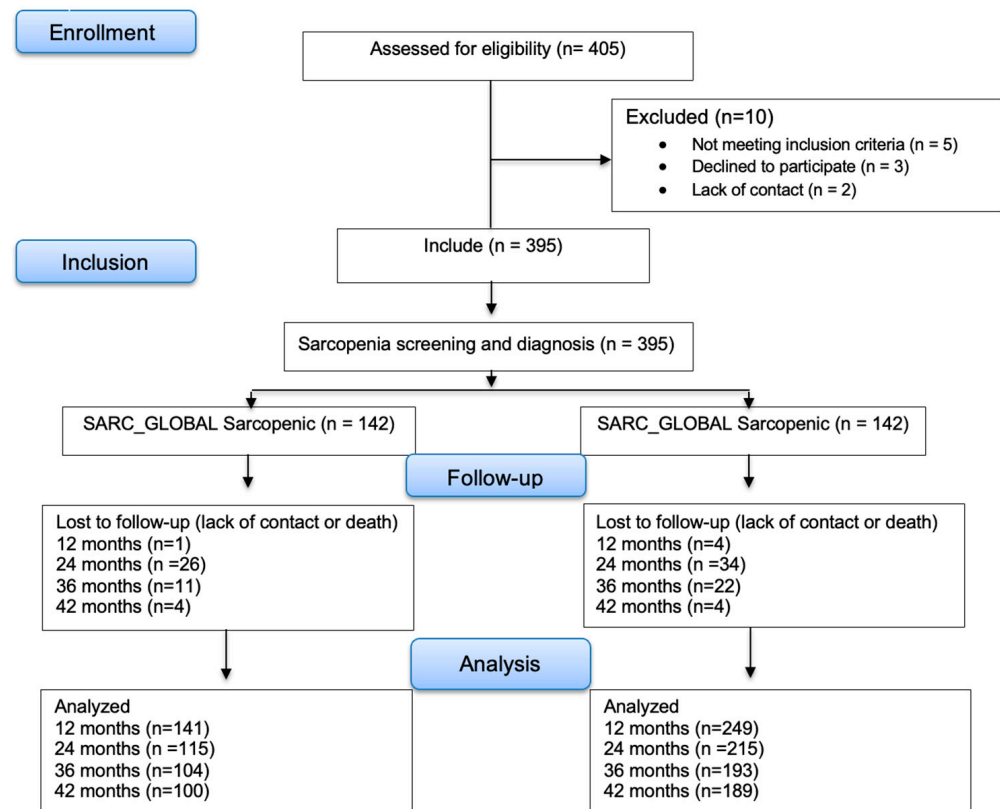 Enrollment
Assessed for eligibility (n= 405)
Excluded (n=10)
• Not meeting inclusion criteria (n = 5)
• Declined to participate (n = 3)
• Lack of contact (n = 2)
Include (n = 395)
Inclusion
Sarcopenia screening and diagnosis (n = 395)
SARC_GLOBAL Sarcopenic (n = 142)
SARC_GLOBAL Sarcopenic (n = 142)
Follow-up
Lost to follow-up (lack of contact or death)
12 months (n=1)
24 months (n =26)
36 months (n=11)
42 months (n=4)
Lost to follow-up (lack of contact or death)
12 months (n=4)
24 months (n =34)
36 months (n=22)
42 months (n=4)
Analysis
Analyzed
12 months (n=141)
24 months (n =115)
36 months (n=104)
42 months (n=100)
Analyzed
12 months (n=249)
24 months (n =215)
36 months (n=193)
42 months (n=189)